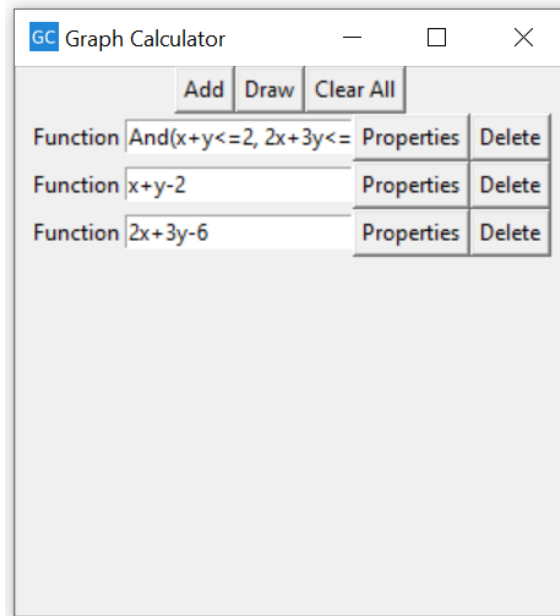 GC Graph Calculator
Add Draw Clear All
Function And(x+y<=2, 2x+3y<= Properties Delete
Function x+y-2 Properties Delete
Function 2x+3y-6 Properties Delete